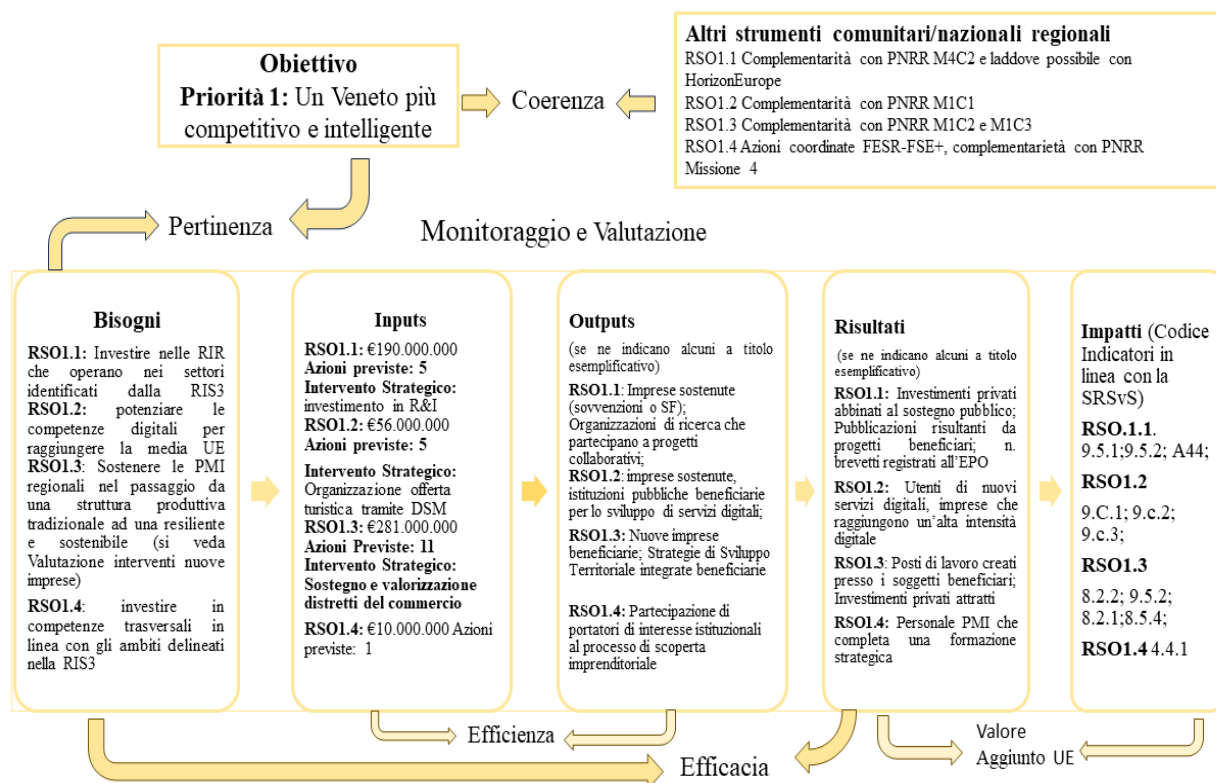 Obiettivo
Priorità 1: Un Veneto più
competitivo e intelligente
Coerenza
Altri strumenti comunitari/nazionali regionali
RSO1.1 Complementarità con PNRR M4C2 e laddove possibile con
HorizonEurope
RSO1.2 Complementarità con PNRR M1C1
RSO1.3 Complementarità con PNRR M1C2 e M1C3
RSO1.4 Azioni coordinate FESR-FSE+, complementarietà con PNRR
Missione 4
Pertinenza
Monitoraggio e Valutazione
Bisogni
RSO1.1: Investire nelle RIR
che operano nei settori
identificati dalla RIS3
RSO1.2: potenziare le
competenze digitali per
raggiungere la media UE
RSO1.3: Sostenere le PMI
regionali nel passaggio da
una struttura produttiva
tradizionale ad una resiliente
e sostenibile (si veda
Valutazione interventi nuove
imprese)
RSO1.4: investire in
competenze trasversali in
linea con gli ambiti delineati
nella RIS3
Inputs
RSO1.1: €190.000.000
Azioni previste: 5
Intervento Strategico:
investimento in R&I
RSO1.2: €56.000.000
Azioni previste: 5
Intervento Strategico:
Organizzazione offerta
turistica tramite DSM
RSO1.3: €281.000.000
Azioni Previste: 11
Intervento Strategico:
Sostegno e valorizzazione
distretti del commercio
RSO1.4: €10.000.000 Azioni
previste: 1
Outputs
(se ne indicano alcuni a titolo
esemplificativo)
RSO1.1: Imprese sostenute
(sovvenzioni o SF);
Organizzazioni di ricerca che
partecipano a progetti
collaborativi;
RSO1.2: imprese sostenute,
istituzioni pubbliche beneficiarie
per lo sviluppo di servizi digitali;
RSO1.3: Nuove imprese
beneficiarie; Strategie di Sviluppo
Territoriale integrate beneficiarie
RSO1.4: Partecipazione di
portatori di interesse istituzionali
al processo di scoperta
imprenditoriale
Risultati
(se ne indicano alcuni a titolo
esemplificativo)
RSO1.1: Investimenti privati
abbinati al sostegno pubblico;
Pubblicazioni risultanti da
progetti beneficiari; n.
brevetti registrati all'EPO
RSO1.2: Utenti di nuovi
servizi digitali, imprese che
raggiungono un'alta intensità
digitale
RSO1.3: Posti di lavoro creati
presso i soggetti beneficiari;
Investimenti privati attratti
RSO1.4: Personale PMI che
completa una formazione
strategica
Impatti (Codice
Indicatori in
linea con la
SRSvS)
RSO.1.1.
9.5.1;9.5.2; A44;
RSO1.2
9.C.1; 9.c.2;
9.c.3;
RSO1.3
8.2.2; 9.5.2;
8.2.1;8.5.4;
RSO1.4 4.4.1
Efficienza
Valore
Aggiunto UE
Efficacia